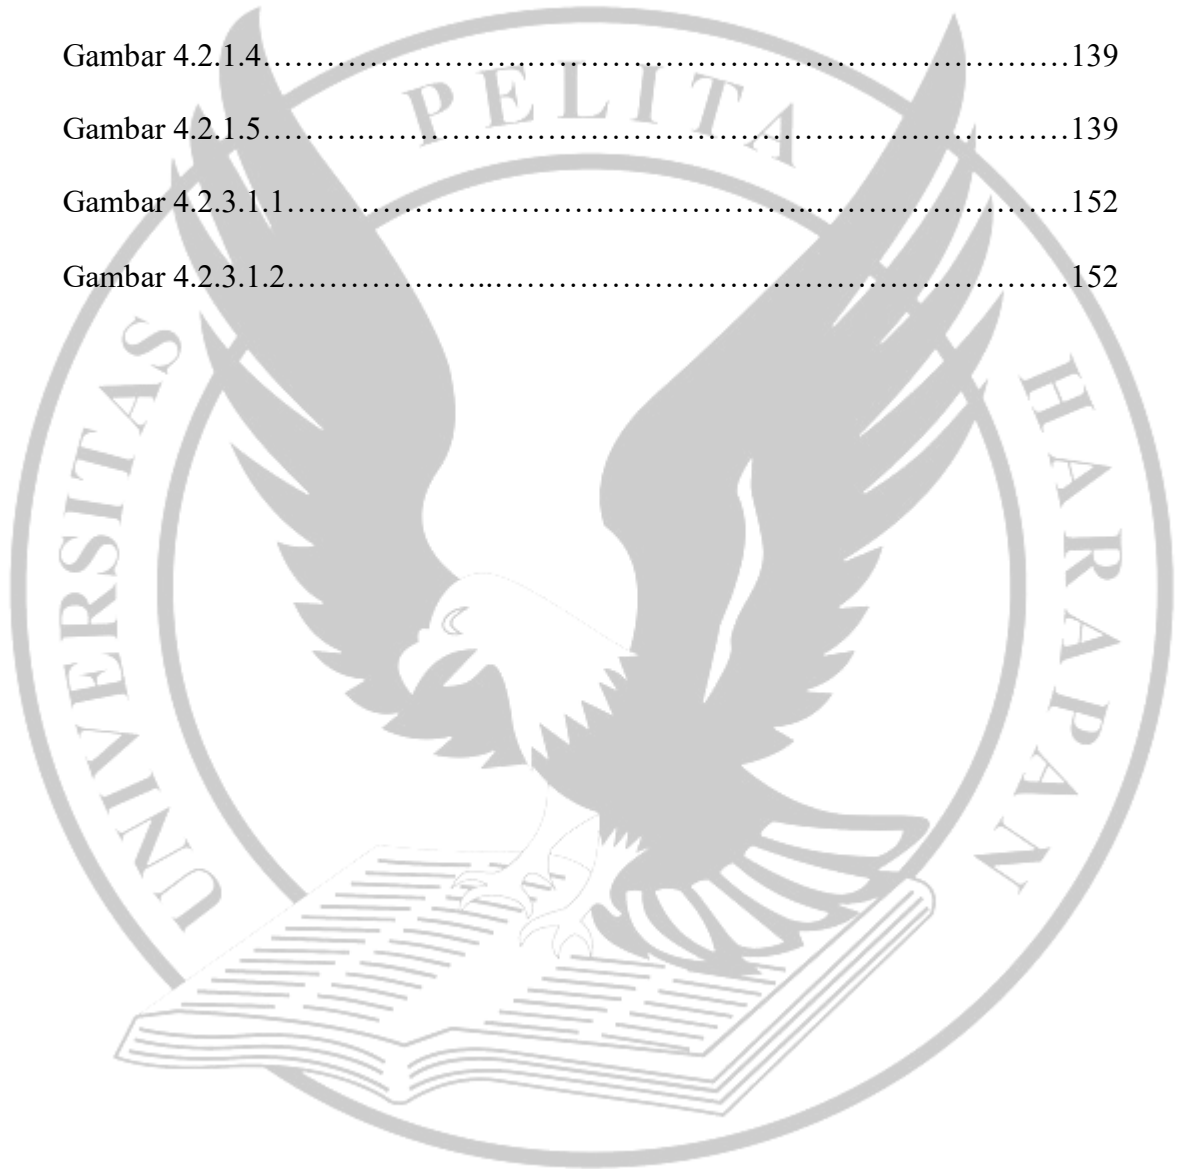 Gambar 4.2.1.4……………………..……………………………………………139
Gambar 4.2.1.5……….….………………………………………………………139
Gambar 4.2.3.1.1…………………………………………..……………………152
Gambar 4.2.3.1.2………………..………………………………………………152
UNIVERSITAS PELITA HARAPAN